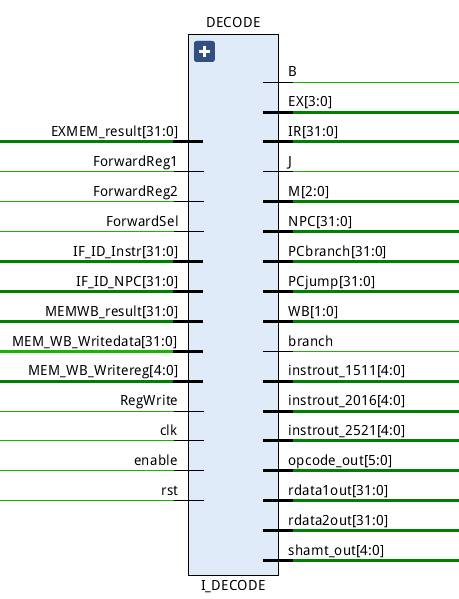 DECODE
B
EX[3:0]
EXMEM_result[31:0] IR[31:0]
ForwardReg1 J
ForwardReg2 M[2:0]
ForwardSel NPC[31:0]
IF_ID_Instr[31:0] PCbranch[31:0]
IF_ID_NPC[31:0] PCjump[31:0]
MEMWB_result[31:0] WB[1:0]
MEM_WB_Writedata[31:0] branch
MEM_WB_Writereg[4:0] instrout_1511[4:0]
RegWrite instrout_2016[4:0]
clk instrout_2521[4:0]
enable opcode_out[5:0]
rst rdata1out[31:0]
rdata2out[31:0]
shamt_out[4:0]
I_DECODE